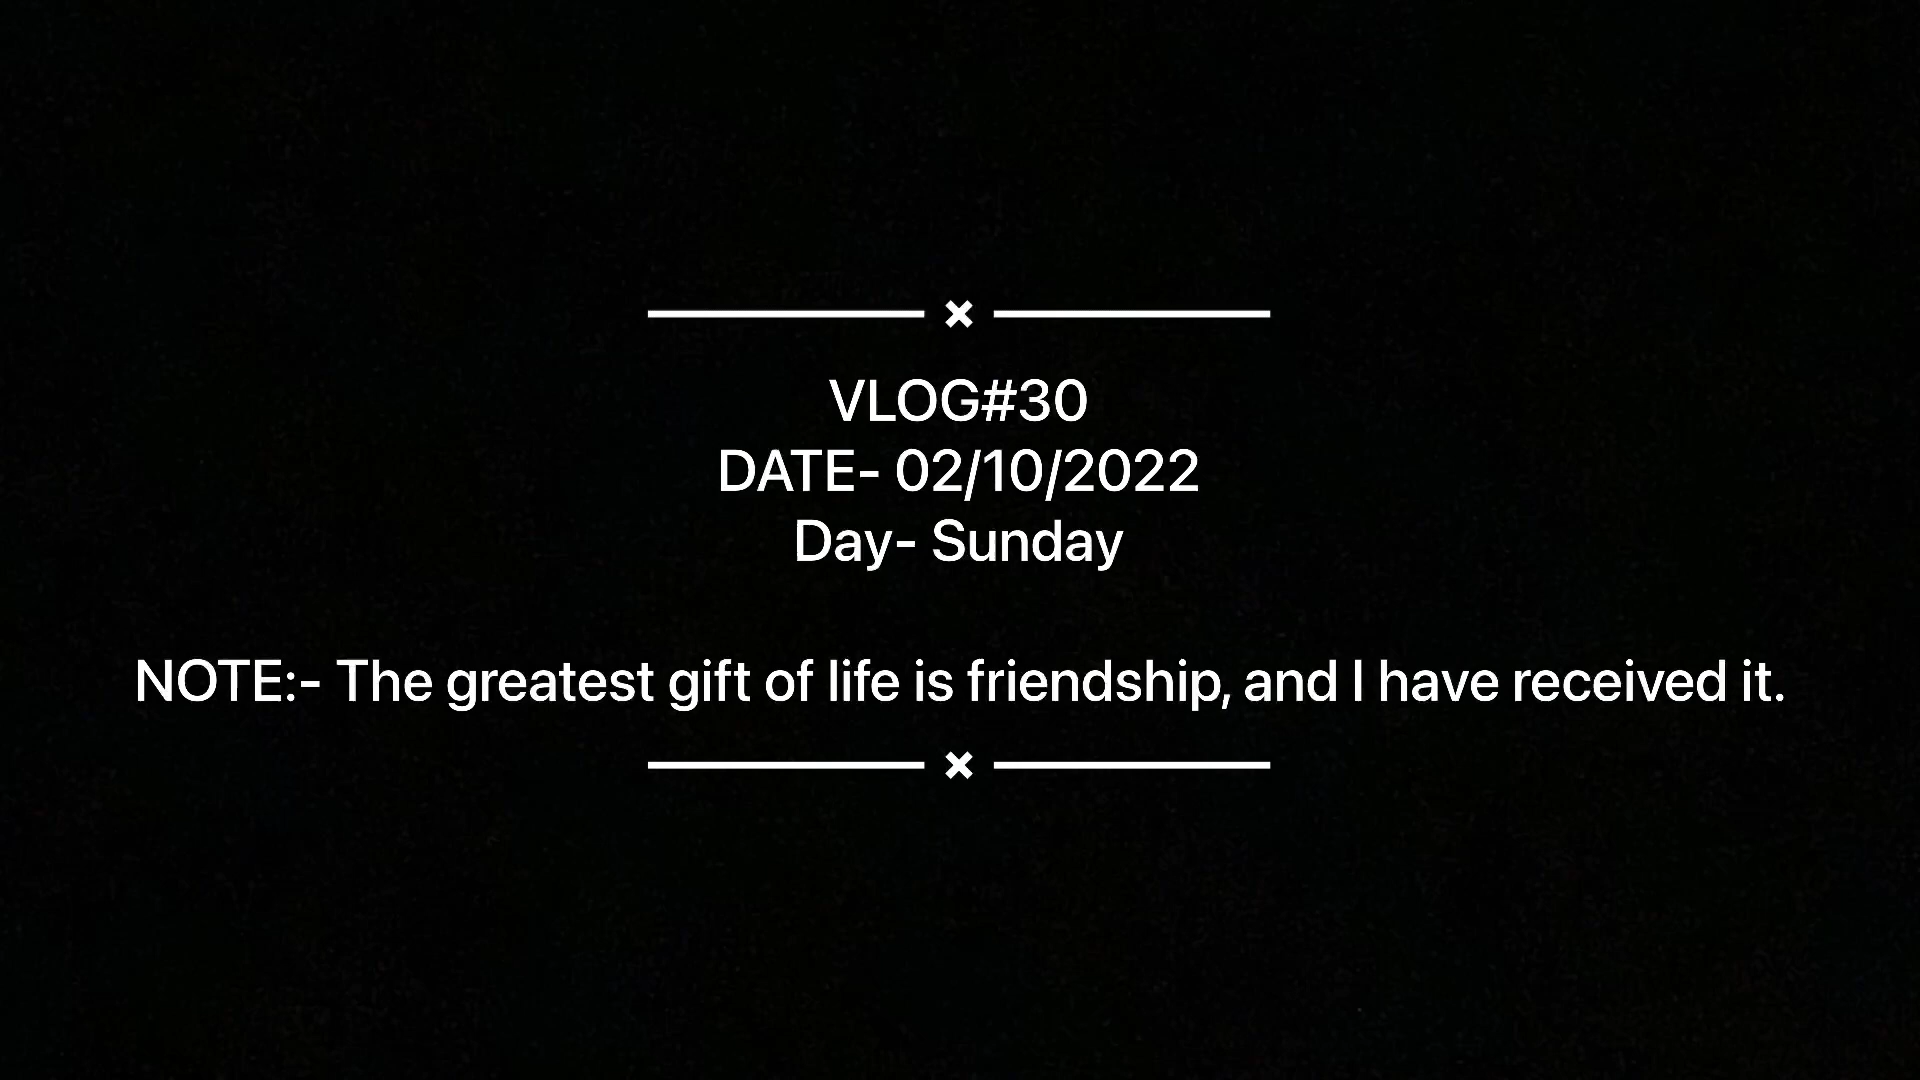 VLOG#30
DATE- 02/10/2022
Day- Sunday
NOTE:- The greatest gift of life is friendship, and I have received it.